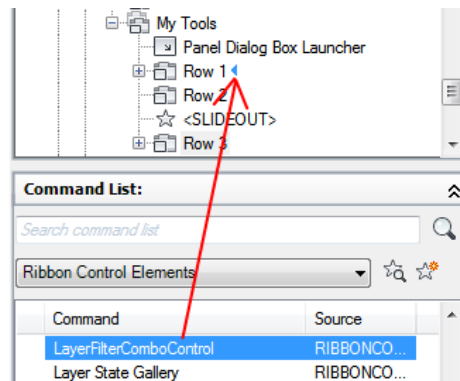 My Tools
Panel Dialog Box Launcher
Row 1
Row 2
<SLIDEOUT>
Row 3
Command List:
Search command list
Ribbon Control Elements
Command Source
LayerFilterComboControl RIBBONCO...
Layer State Gallery RIBBONCO...